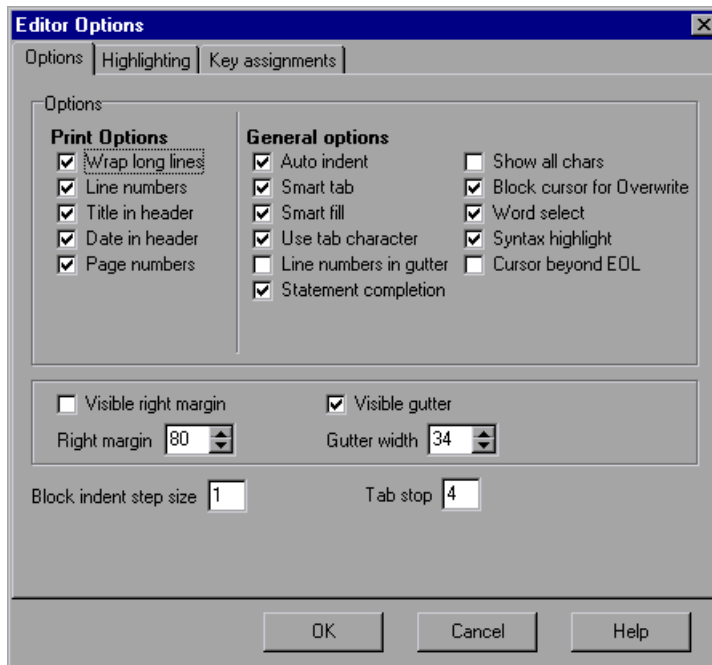 Editor Options
Options
Highlighting
Key assignments
Options
Print Options
Wrap long lines
Line numbers
Title in header
Date in header
Page numbers
General options
Auto indent
Smart tab
Smart fill
Use tab character
Line numbers in gutter
Statement completion
Show all chars
Block cursor for Overwrite
Word select
Syntax highlight
Cursor beyond EOL
Visible right margin
Right margin 80
Visible gutter
Gutter width 34
Block indent step size 1
Tab stop 4
OK
Cancel
Help